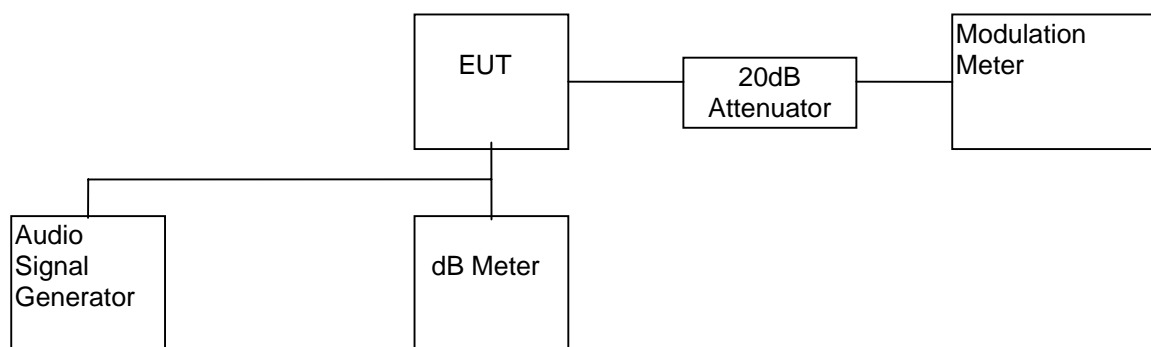 EUT
20dB
Attenuator
Modulation
Meter
Audio
Signal
Generator
dB Meter